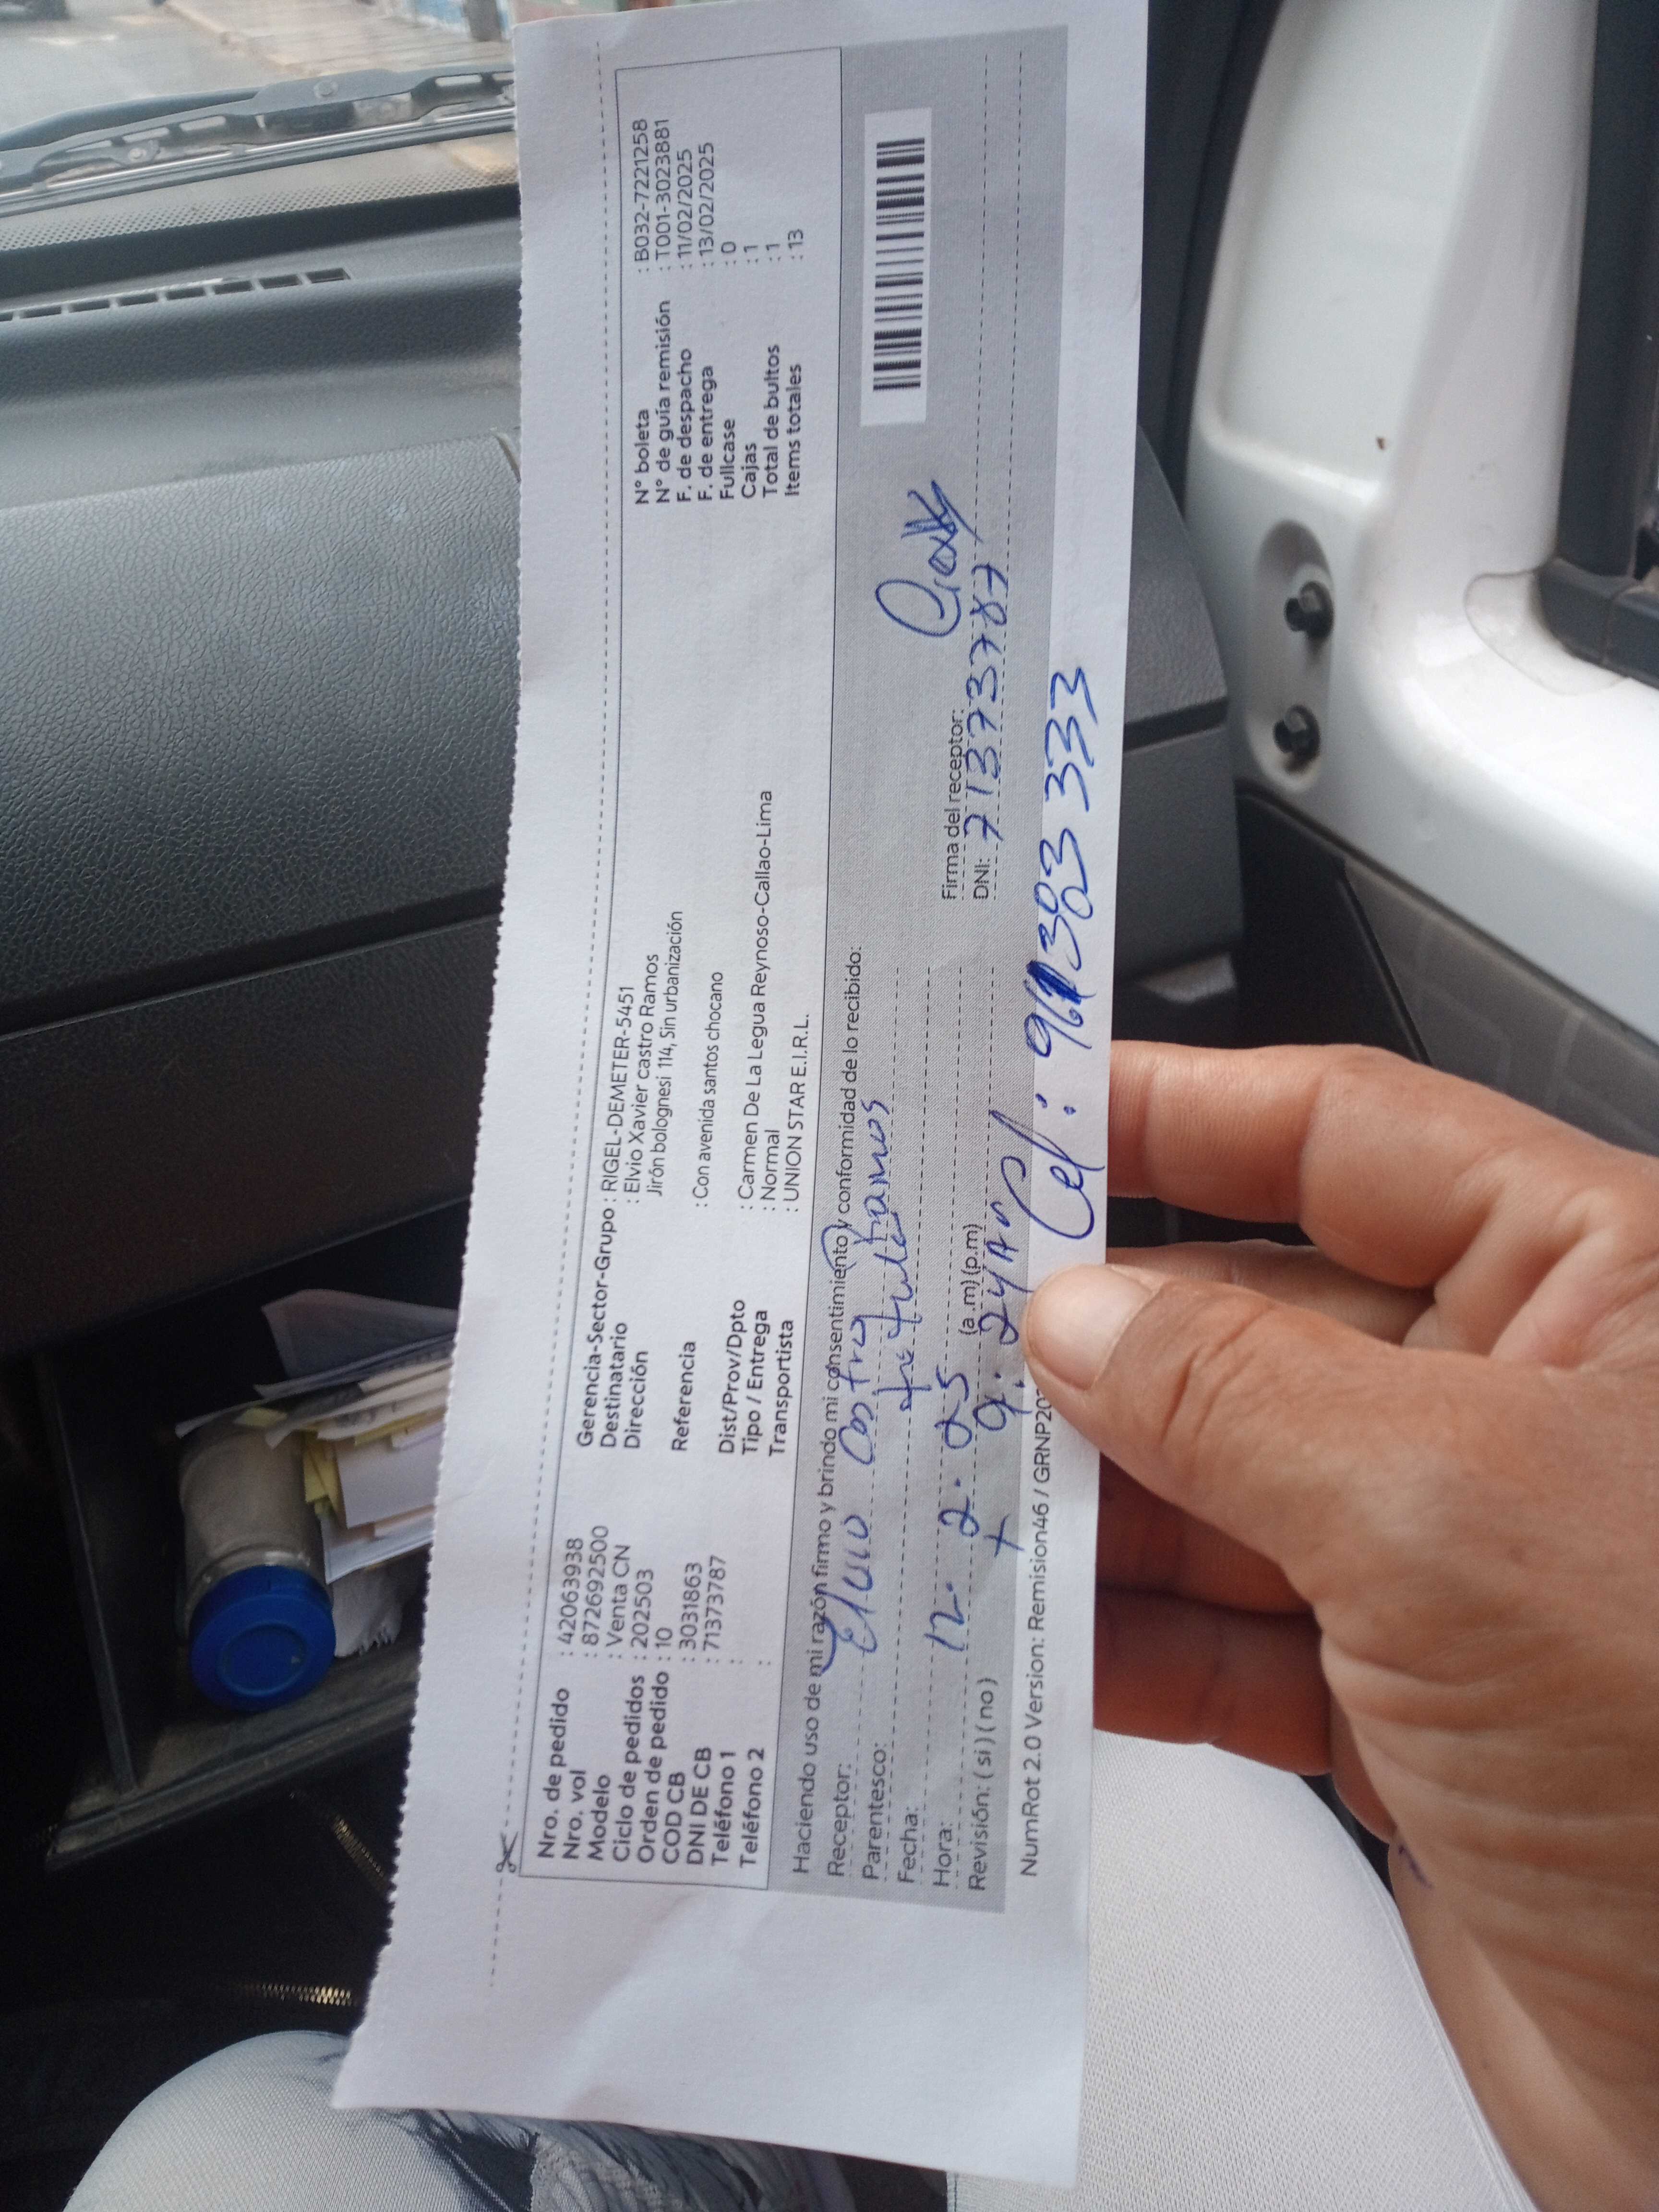 Nro. de pedido : 42063938
Nro. vol : 872692500
Modelo : Venta CN
Ciclo de pedidos : 202503
Orden de pedido : 10
COD CB : 3031863
DNI DE CB : 71373787
Teléfono 1 :
Teléfono 2 :
Gerencia-Sector-Grupo : RIGEL-DEMETER-5451
Destinatario : Elvio Xavier castro Ramos
Dirección Jirón bolognesi 114, Sin urbanización
Referencia : Con avenida santos chocano
Dist/Prov/Dpto : Carmen De La Legua Reynoso-Callao-Lima
Tipo / Entrega : Normal
Transportista : UNION STAR E.I.R.L.
N° boleta : B032-7221258
N° de guía remisión : T001-3023881
F. de despacho : 11/02/2025
F. de entrega : 13/02/2025
Fullcase : 0
Cajas : 1
Total de bultos : 1
Items totales : 13
Haciendo uso de mi razón firmo y brindo mi consentimiento y conformidad de lo recibido:
Receptor: Elvio Castro Ramos
Parentesco: titular
Fecha: 12. 2. 25
Hora: 9: 24 (a.m) (p.m)
Revisión: ( si ) ( no )
Firma del receptor:
DNI: 71373787
Cel: 961303333
NumRot 2.0 Version: Remision46 / GRNP20